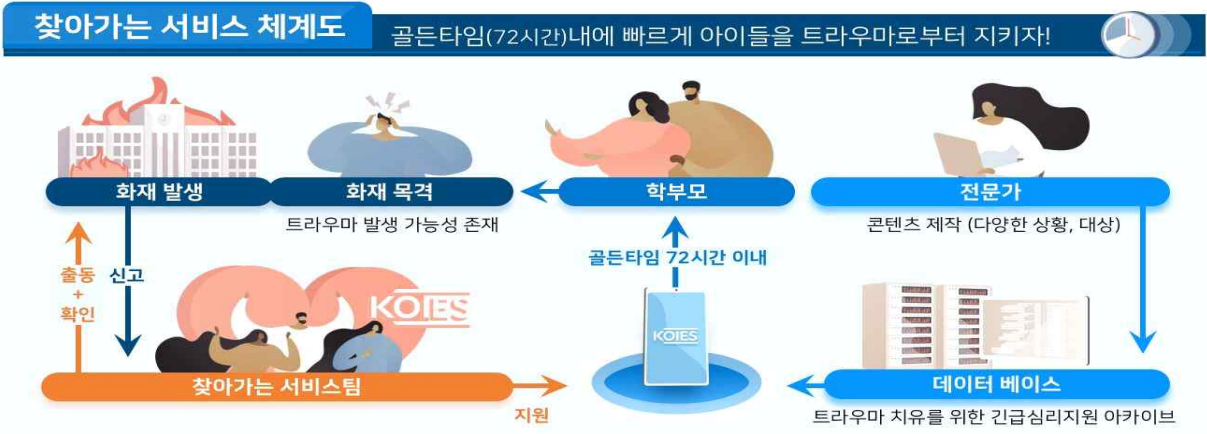 찾아가는 서비스 체계도
골든타임(72시간)내에 빠르게 아이들을 트라우마로부터 지키자!
화재 발생
화재 목격
학부모
전문가
트라우마 발생 가능성 존재
콘텐츠 제작 (다양한 상황, 대상)
출동
+
확인
신고
골든타임 72시간 이내
KOIES
KOIES
찾아가는 서비스팀
지원
데이터 베이스
트라우마 치유를 위한 긴급심리지원 아카이브